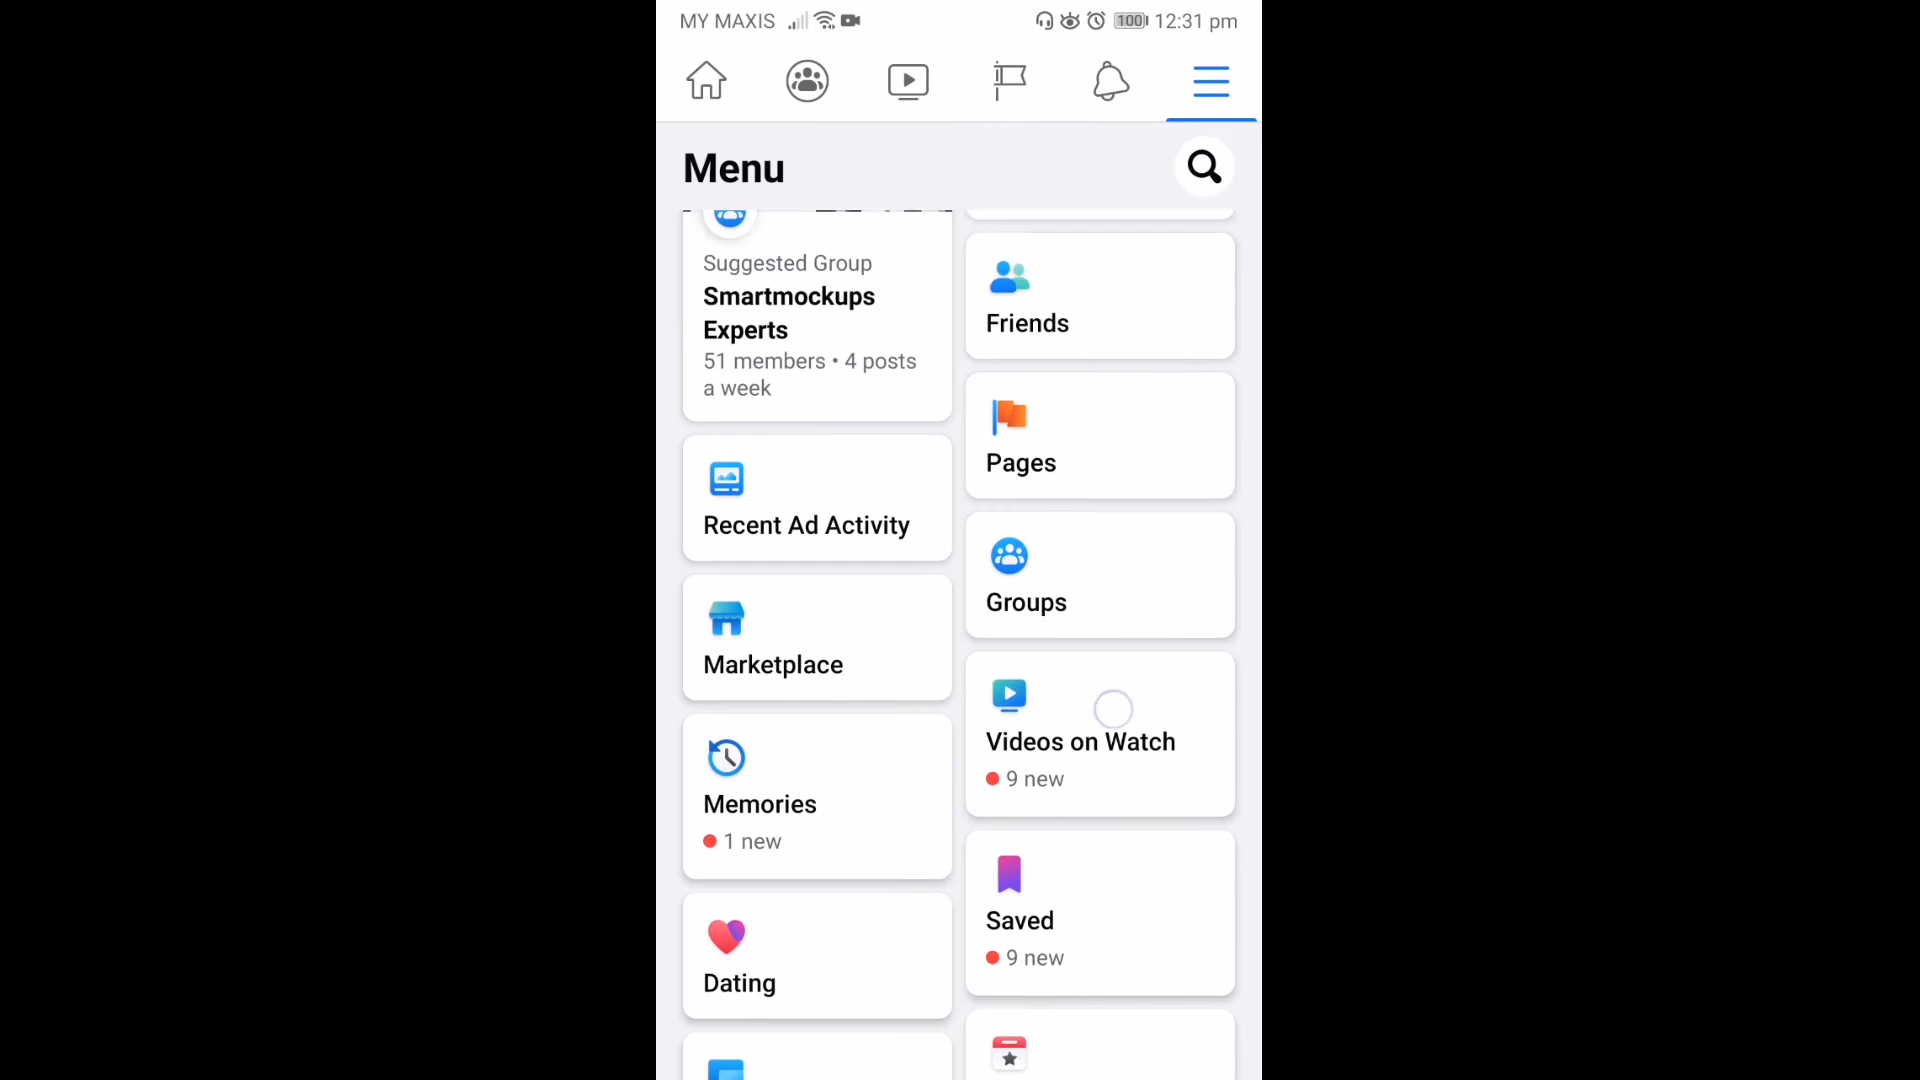 MY MAXIS
100 12:31 pm
Menu
Suggested Group
Smartmockups
Experts
51 members • 4 posts
a week
Recent Ad Activity
Marketplace
Memories
1 new
Dating
Friends
Pages
Groups
Videos on Watch
9 new
Saved
9 new